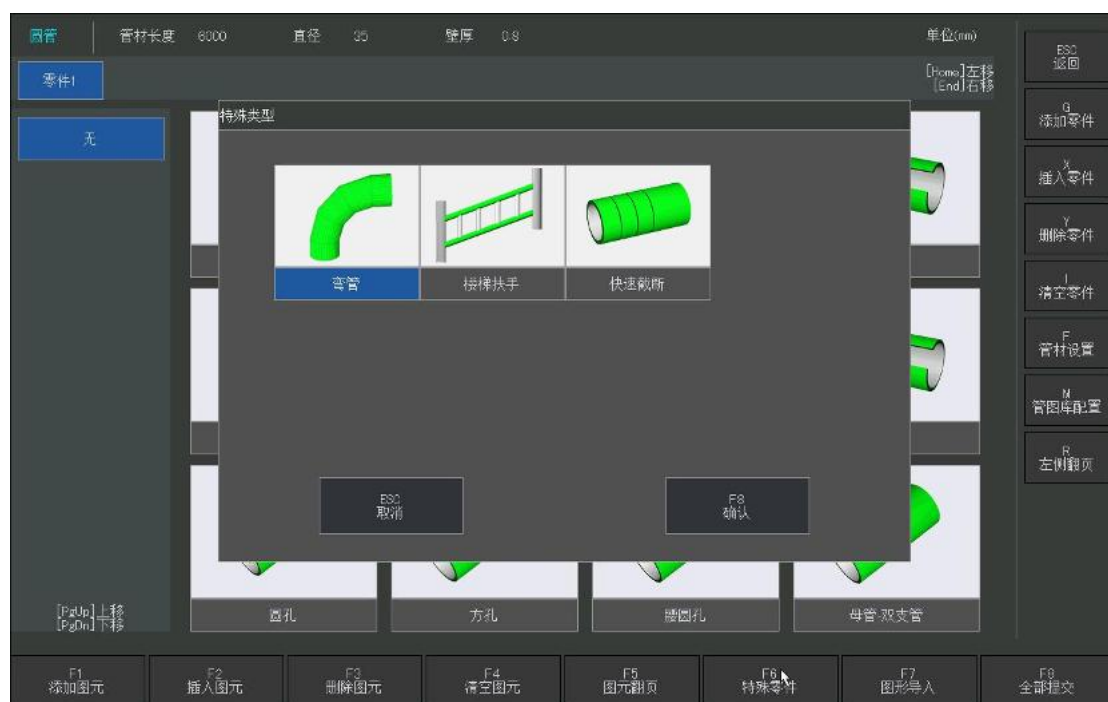 圆管 管材长度 6000 直径 35 壁厚 0.8 单位(mm)
零件1
[Home]左移
[End]右移
无
特殊类型
弯管 楼梯扶手 快速截断
ESC
取消
F8
确认
圆孔 方孔 腰圆孔 母管-双支管
[PgUp]上移
[PgDn]下移
ESC
返回
G
添加零件
X
插入零件
Y
删除零件
I
清空零件
F
管材设置
M
管图库配置
R
左侧翻页
F1
添加图元
F2
插入图元
F3
删除图元
F4
清空图元
F5
图元翻页
F6
特殊零件
F7
图形导入
F8
全部提交